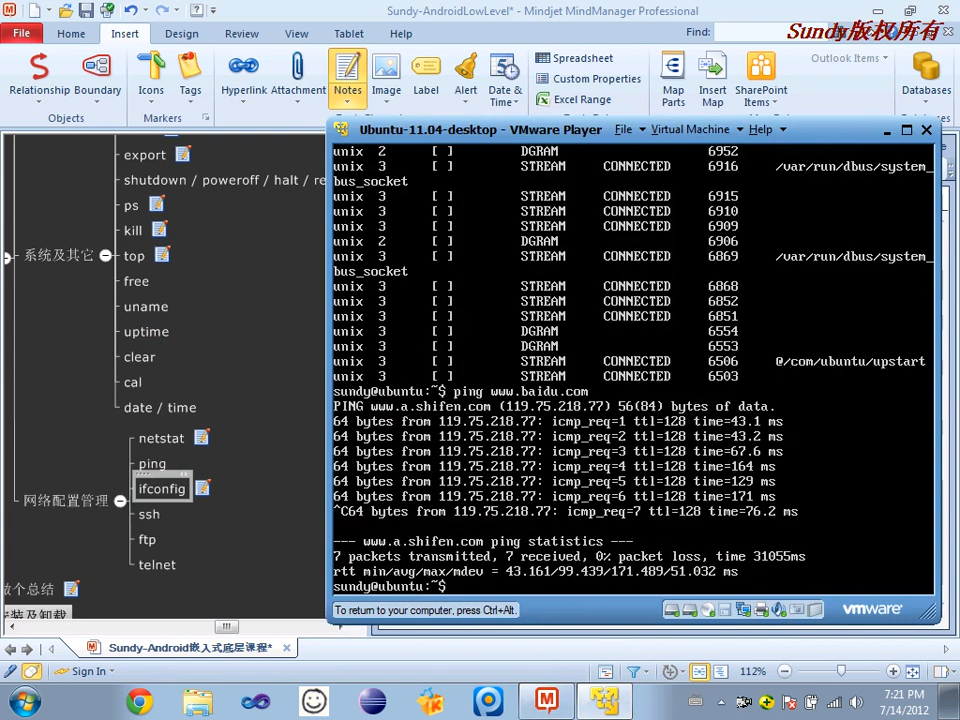 Sundy-AndroidLowLevel* - Mindjet MindManager Professional
File Home Insert Design Review View Tablet Help Find:
Sundy版权所有
Relationship Boundary
Objects
Icons Tags
Markers
Hyperlink Attachment Notes Image Label Alert Date & Time
Spreadsheet
Custom Properties
Excel Range
Map Parts
Insert Map
SharePoint Items
Outlook Items
Databases
export
shutdown / poweroff / halt / re
ps
kill
系统及其它
top
free
uname
uptime
clear
cal
date / time
netstat
ping
ifconfig
网络配置管理
ssh
ftp
telnet
做个总结
安装及卸载
Ubuntu-11.04-desktop - VMware Player File Virtual Machine Help
unix 2 [ ] DGRAM 6952
unix 3 [ ] STREAM CONNECTED 6916 /var/run/dbus/system_
bus_socket
unix 3 [ ] STREAM CONNECTED 6915
unix 3 [ ] STREAM CONNECTED 6910
unix 3 [ ] STREAM CONNECTED 6909
unix 2 [ ] DGRAM 6906
unix 3 [ ] STREAM CONNECTED 6869 /var/run/dbus/system_
bus_socket
unix 3 [ ] STREAM CONNECTED 6868
unix 3 [ ] STREAM CONNECTED 6852
unix 3 [ ] STREAM CONNECTED 6851
unix 3 [ ] DGRAM 6554
unix 3 [ ] DGRAM 6553
unix 3 [ ] STREAM CONNECTED 6506 @/com/ubuntu/upstart
unix 3 [ ] STREAM CONNECTED 6503
sundy@ubuntu:~$ ping www.baidu.com
PING www.a.shifen.com (119.75.218.77) 56(84) bytes of data.
64 bytes from 119.75.218.77: icmp_req=1 ttl=128 time=43.1 ms
64 bytes from 119.75.218.77: icmp_req=2 ttl=128 time=43.2 ms
64 bytes from 119.75.218.77: icmp_req=3 ttl=128 time=67.6 ms
64 bytes from 119.75.218.77: icmp_req=4 ttl=128 time=164 ms
64 bytes from 119.75.218.77: icmp_req=5 ttl=128 time=129 ms
64 bytes from 119.75.218.77: icmp_req=6 ttl=128 time=171 ms
^C64 bytes from 119.75.218.77: icmp_req=7 ttl=128 time=76.2 ms
--- www.a.shifen.com ping statistics ---
7 packets transmitted, 7 received, 0% packet loss, time 31055ms
rtt min/avg/max/mdev = 43.161/99.439/171.489/51.032 ms
sundy@ubuntu:~$
To return to your computer, press Ctrl+Alt.
vmware
Sundy-Android嵌入式底层课程*
Sign In
112%
7:21 PM
7/14/2012